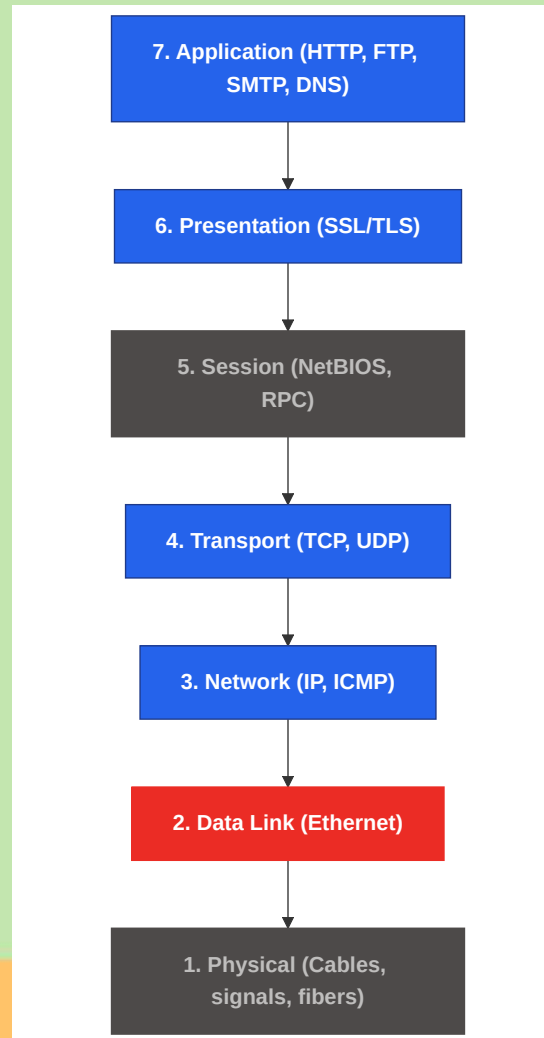 7. Application (HTTP, FTP,
SMTP, DNS)
6. Presentation (SSL/TLS)
5. Session (NetBIOS,
RPC)
4. Transport (TCP, UDP)
3. Network (IP, ICMP)
2. Data Link (Ethernet)
1. Physical (Cables,
signals, fibers)